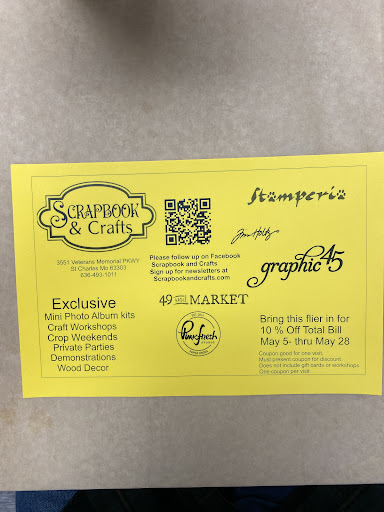 SCRAPBOOK
& Crafts
3551 Veterans Memorial PKWY
St Charles Mo 63303
636-493-1011
Please follow up on Facebook
Scrapbook and Crafts
Sign up for newsletters at
Scrapbookandcrafts.com
Stamperia
Tim Holtz
graphic 45
49 AND MARKET
Pinkfresh
STUDIO
Exclusive
Mini Photo Album kits
Craft Workshops
Crop Weekends
Private Parties
Demonstrations
Wood Decor
Bring this flier in for
10 % Off Total Bill
May 5- thru May 28
Coupon good for one visit.
Must present coupon for discount.
Does not include gift cards or workshops
One coupon per visit.